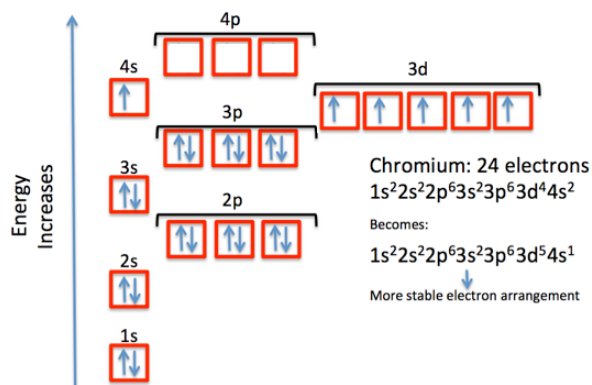 4p
4s
3d
3p
3s
2p
2s
1s
Energy
Increases
Chromium: 24 electrons
1s²2s²2p⁶3s²3p⁶3d⁴4s²
Becomes:
1s²2s²2p⁶3s²3p⁶3d⁵4s¹
More stable electron arrangement